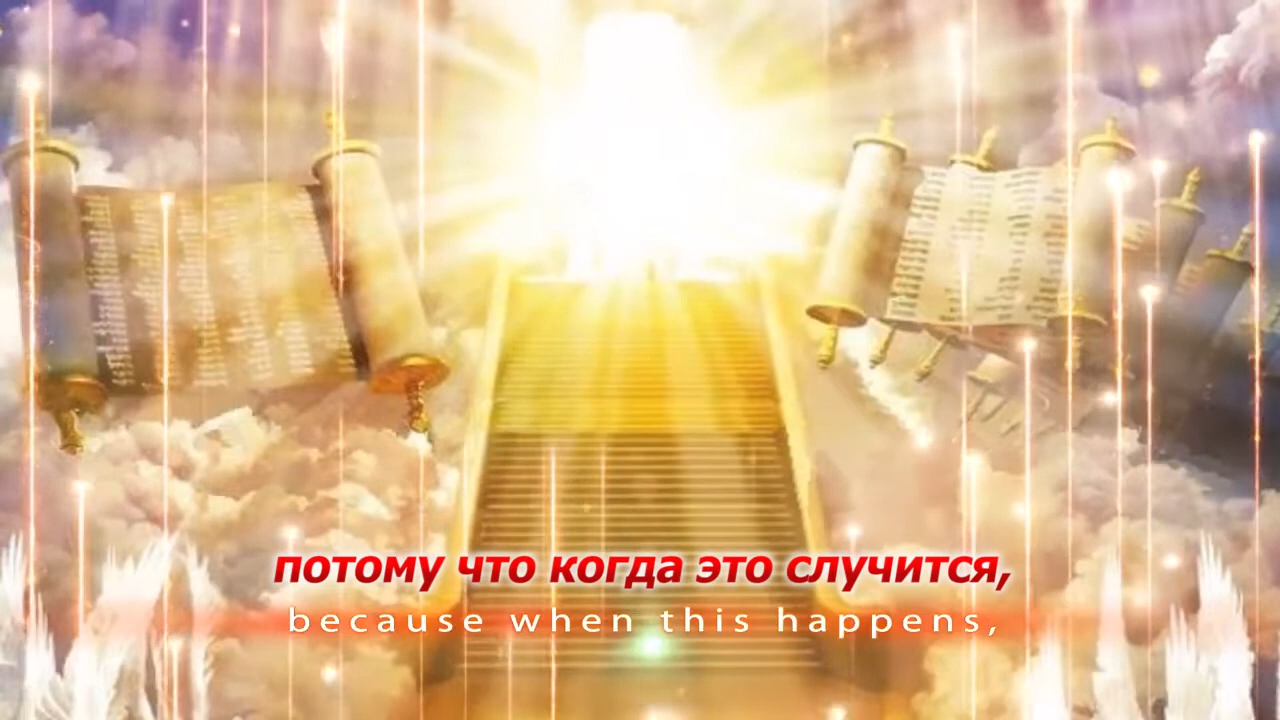 потому что когда это случится,
because when this happens,